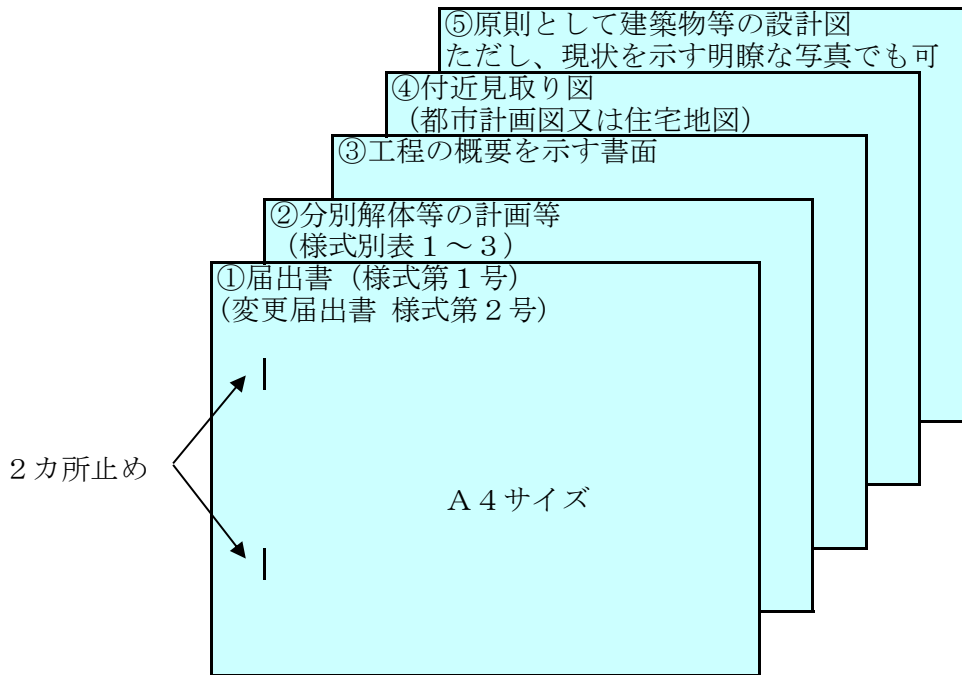 ⑤原則として建築物等の設計図
ただし、現状を示す明瞭な写真でも可
④付近見取り図
（都市計画図又は住宅地図）
③工程の概要を示す書面
②分別解体等の計画等
（様式別表１～３）
①届出書（様式第１号）
(変更届出書 様式第２号)
２カ所止め
Ａ４サイズ